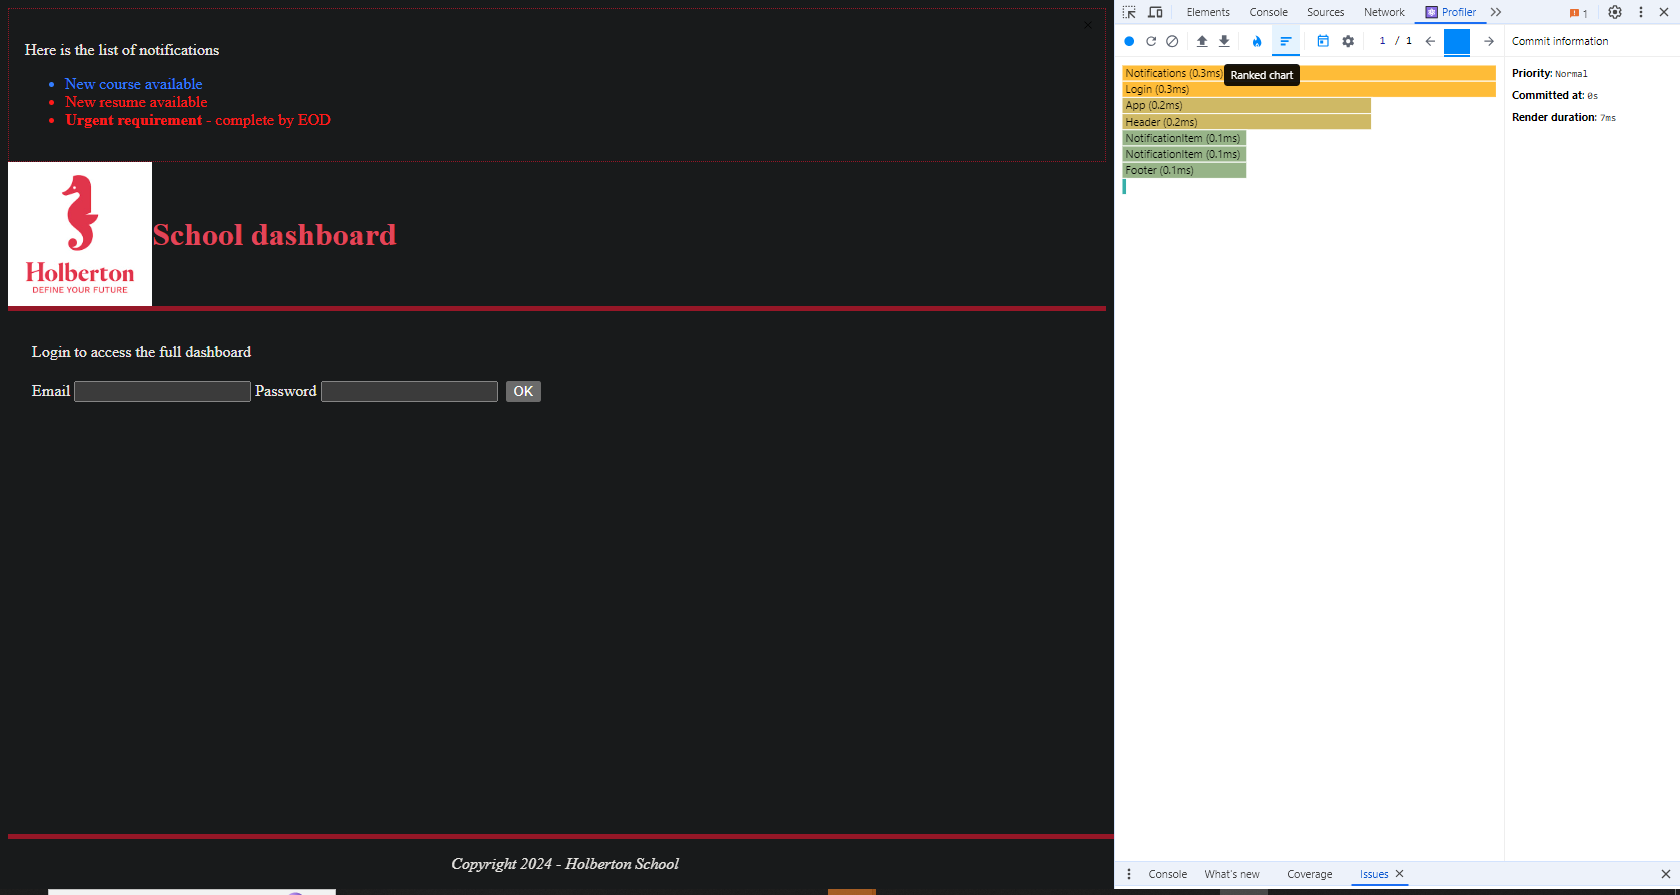 Here is the list of notifications
New course available
New resume available
Urgent requirement - complete by EOD
Holberton
DEFINE YOUR FUTURE
School dashboard
Login to access the full dashboard
Email Password OK
Copyright 2024 - Holberton School
Elements Console Sources Network Profiler 1
1 / 1 Commit information
Notifications (0.3ms)
Ranked chart
Login (0.3ms)
App (0.2ms)
Header (0.2ms)
NotificationItem (0.1ms)
NotificationItem (0.1ms)
Footer (0.1ms)
Priority: Normal
Committed at: 0s
Render duration: 7ms
Console What's new Coverage Issues